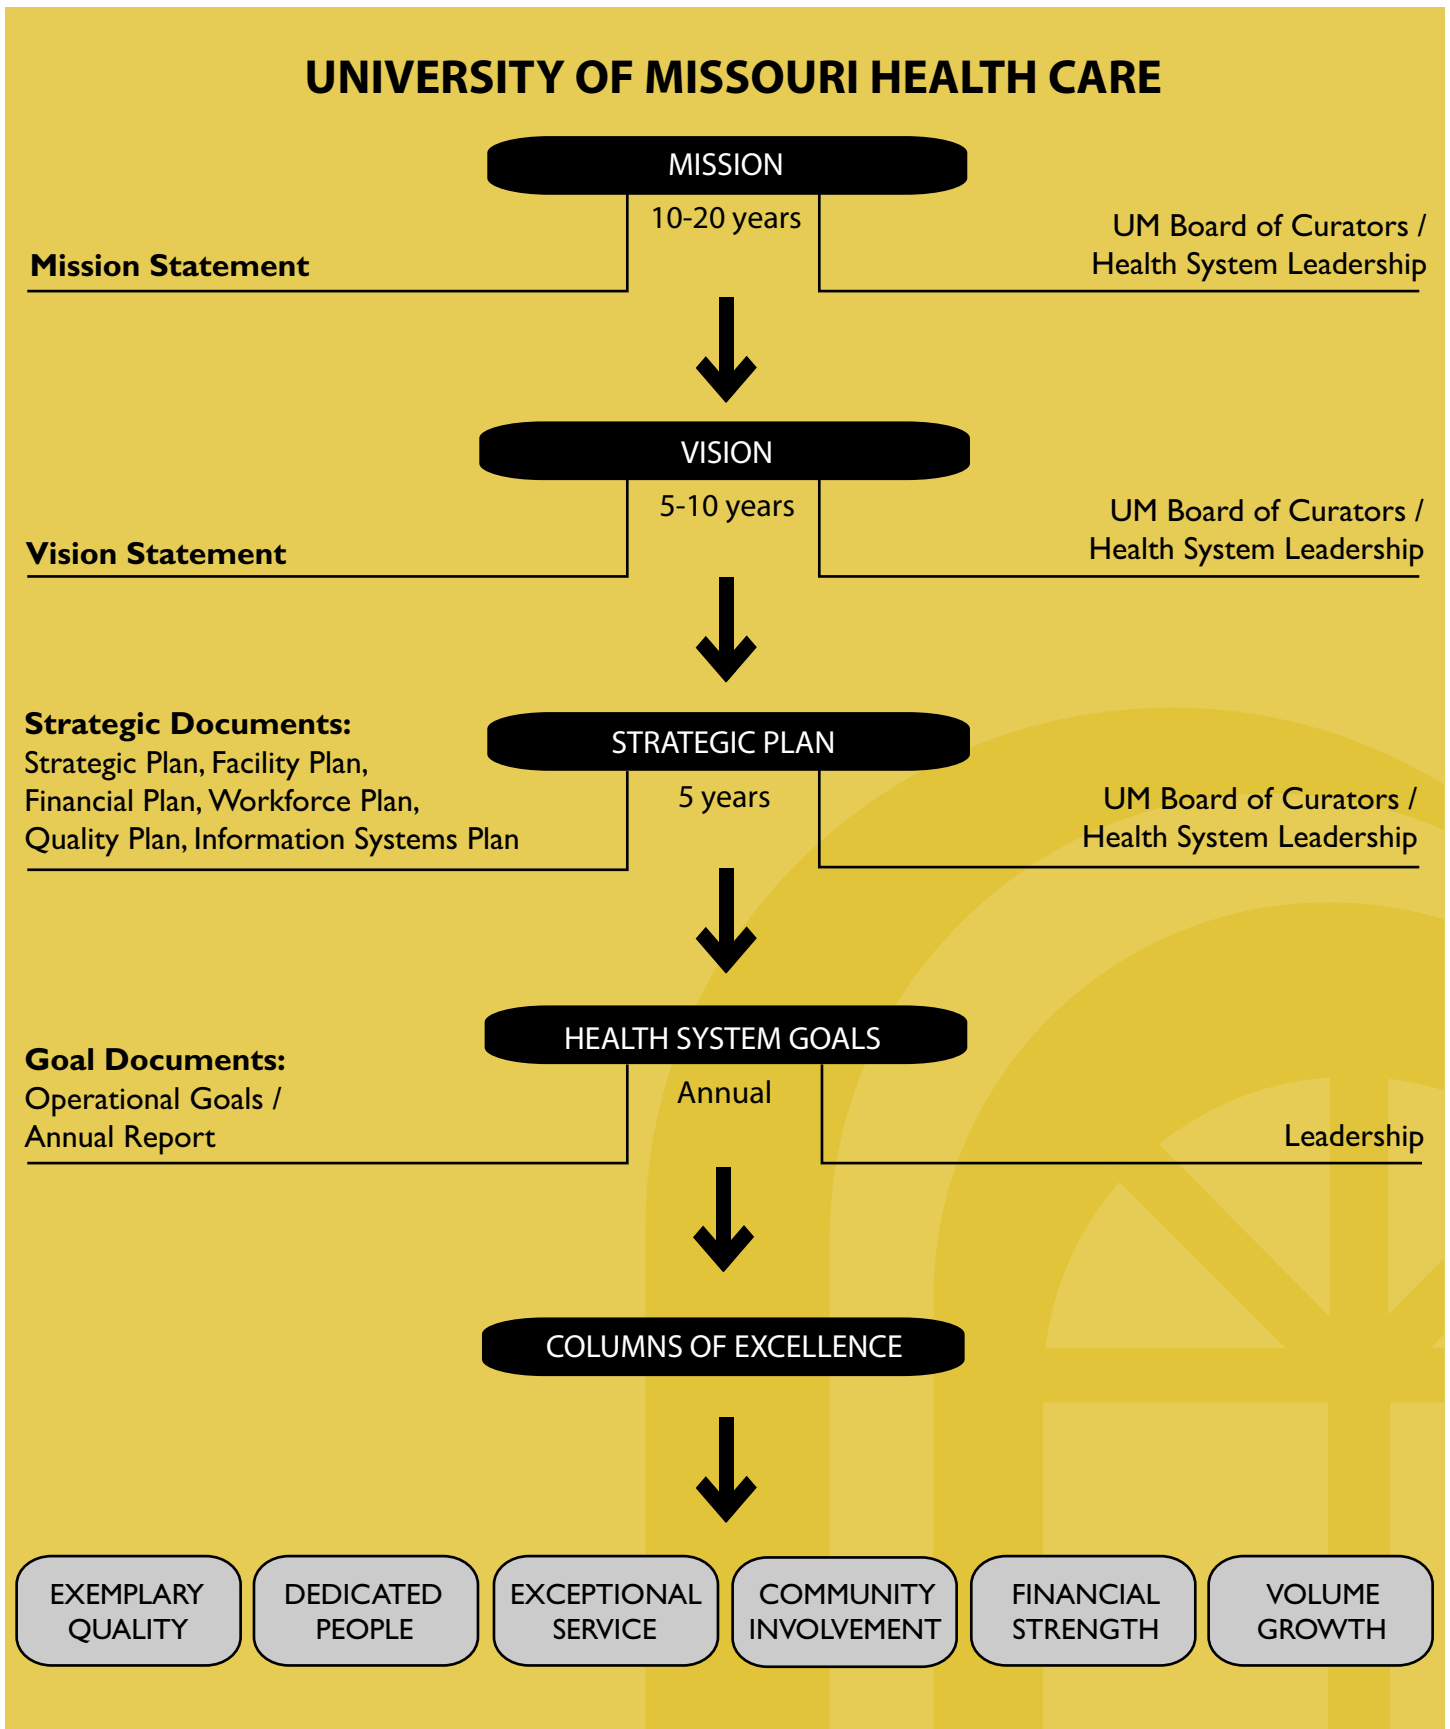 UNIVERSITY OF MISSOURI HEALTH CARE
MISSION
10-20 years
Mission Statement
UM Board of Curators /
Health System Leadership
VISION
5-10 years
Vision Statement
UM Board of Curators /
Health System Leadership
STRATEGIC PLAN
5 years
Strategic Documents:
Strategic Plan, Facility Plan,
Financial Plan, Workforce Plan,
Quality Plan, Information Systems Plan
UM Board of Curators /
Health System Leadership
HEALTH SYSTEM GOALS
Annual
Goal Documents:
Operational Goals /
Annual Report
Leadership
COLUMNS OF EXCELLENCE
EXEMPLARY
QUALITY
DEDICATED
PEOPLE
EXCEPTIONAL
SERVICE
COMMUNITY
INVOLVEMENT
FINANCIAL
STRENGTH
VOLUME
GROWTH